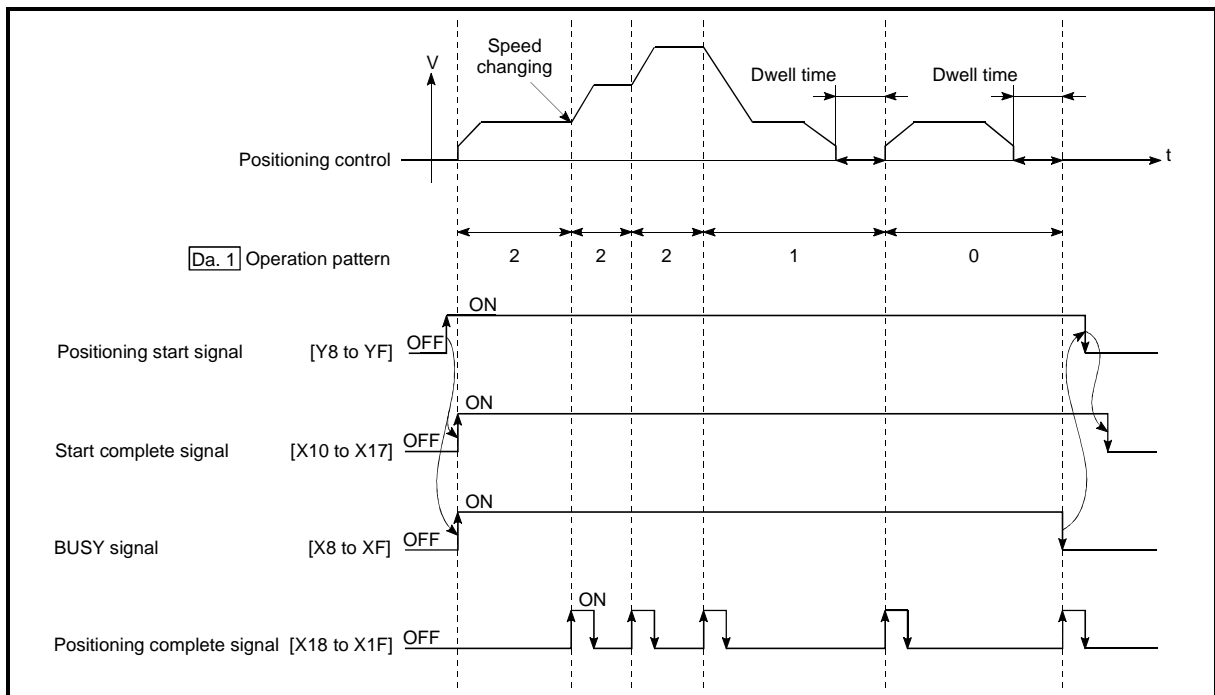 Speed
changing
V
Dwell time
Dwell time
Positioning control
t
Da. 1 Operation pattern
2
2
2
1
0
ON
Positioning start signal [Y8 to YF] OFF
ON
Start complete signal [X10 to X17] OFF
ON
BUSY signal [X8 to XF] OFF
ON
Positioning complete signal [X18 to X1F] OFF